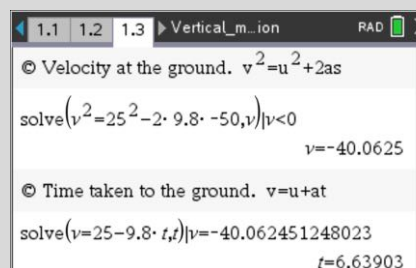 1.1 1.2 1.3 Vertical_m...ion RAD
© Velocity at the ground. v²=u²+2as
solve(v²=25²−2· 9.8· -50,v)|v<0
v=-40.0625
© Time taken to the ground. v=u+at
solve(v=25−9.8· t,t)|v=-40.062451248023
t=6.63903